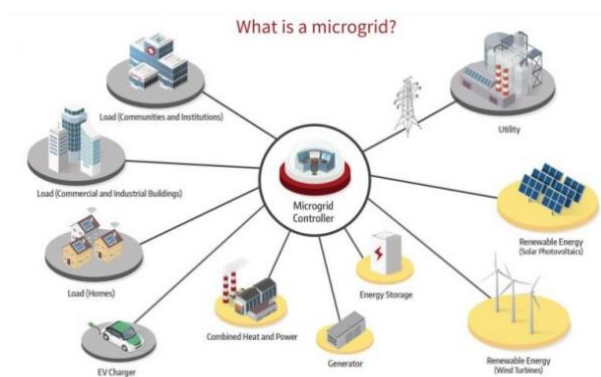 What is a microgrid?
Load (Communities and Institutions)
Utility
Load (Commercial and Industrial Buildings)
Microgrid
Controller
Renewable Energy
(Solar Photovoltaics)
Load (Homes)
Energy Storage
Combined Heat and Power
Generator
Renewable Energy
(Wind Turbines)
EV Charger